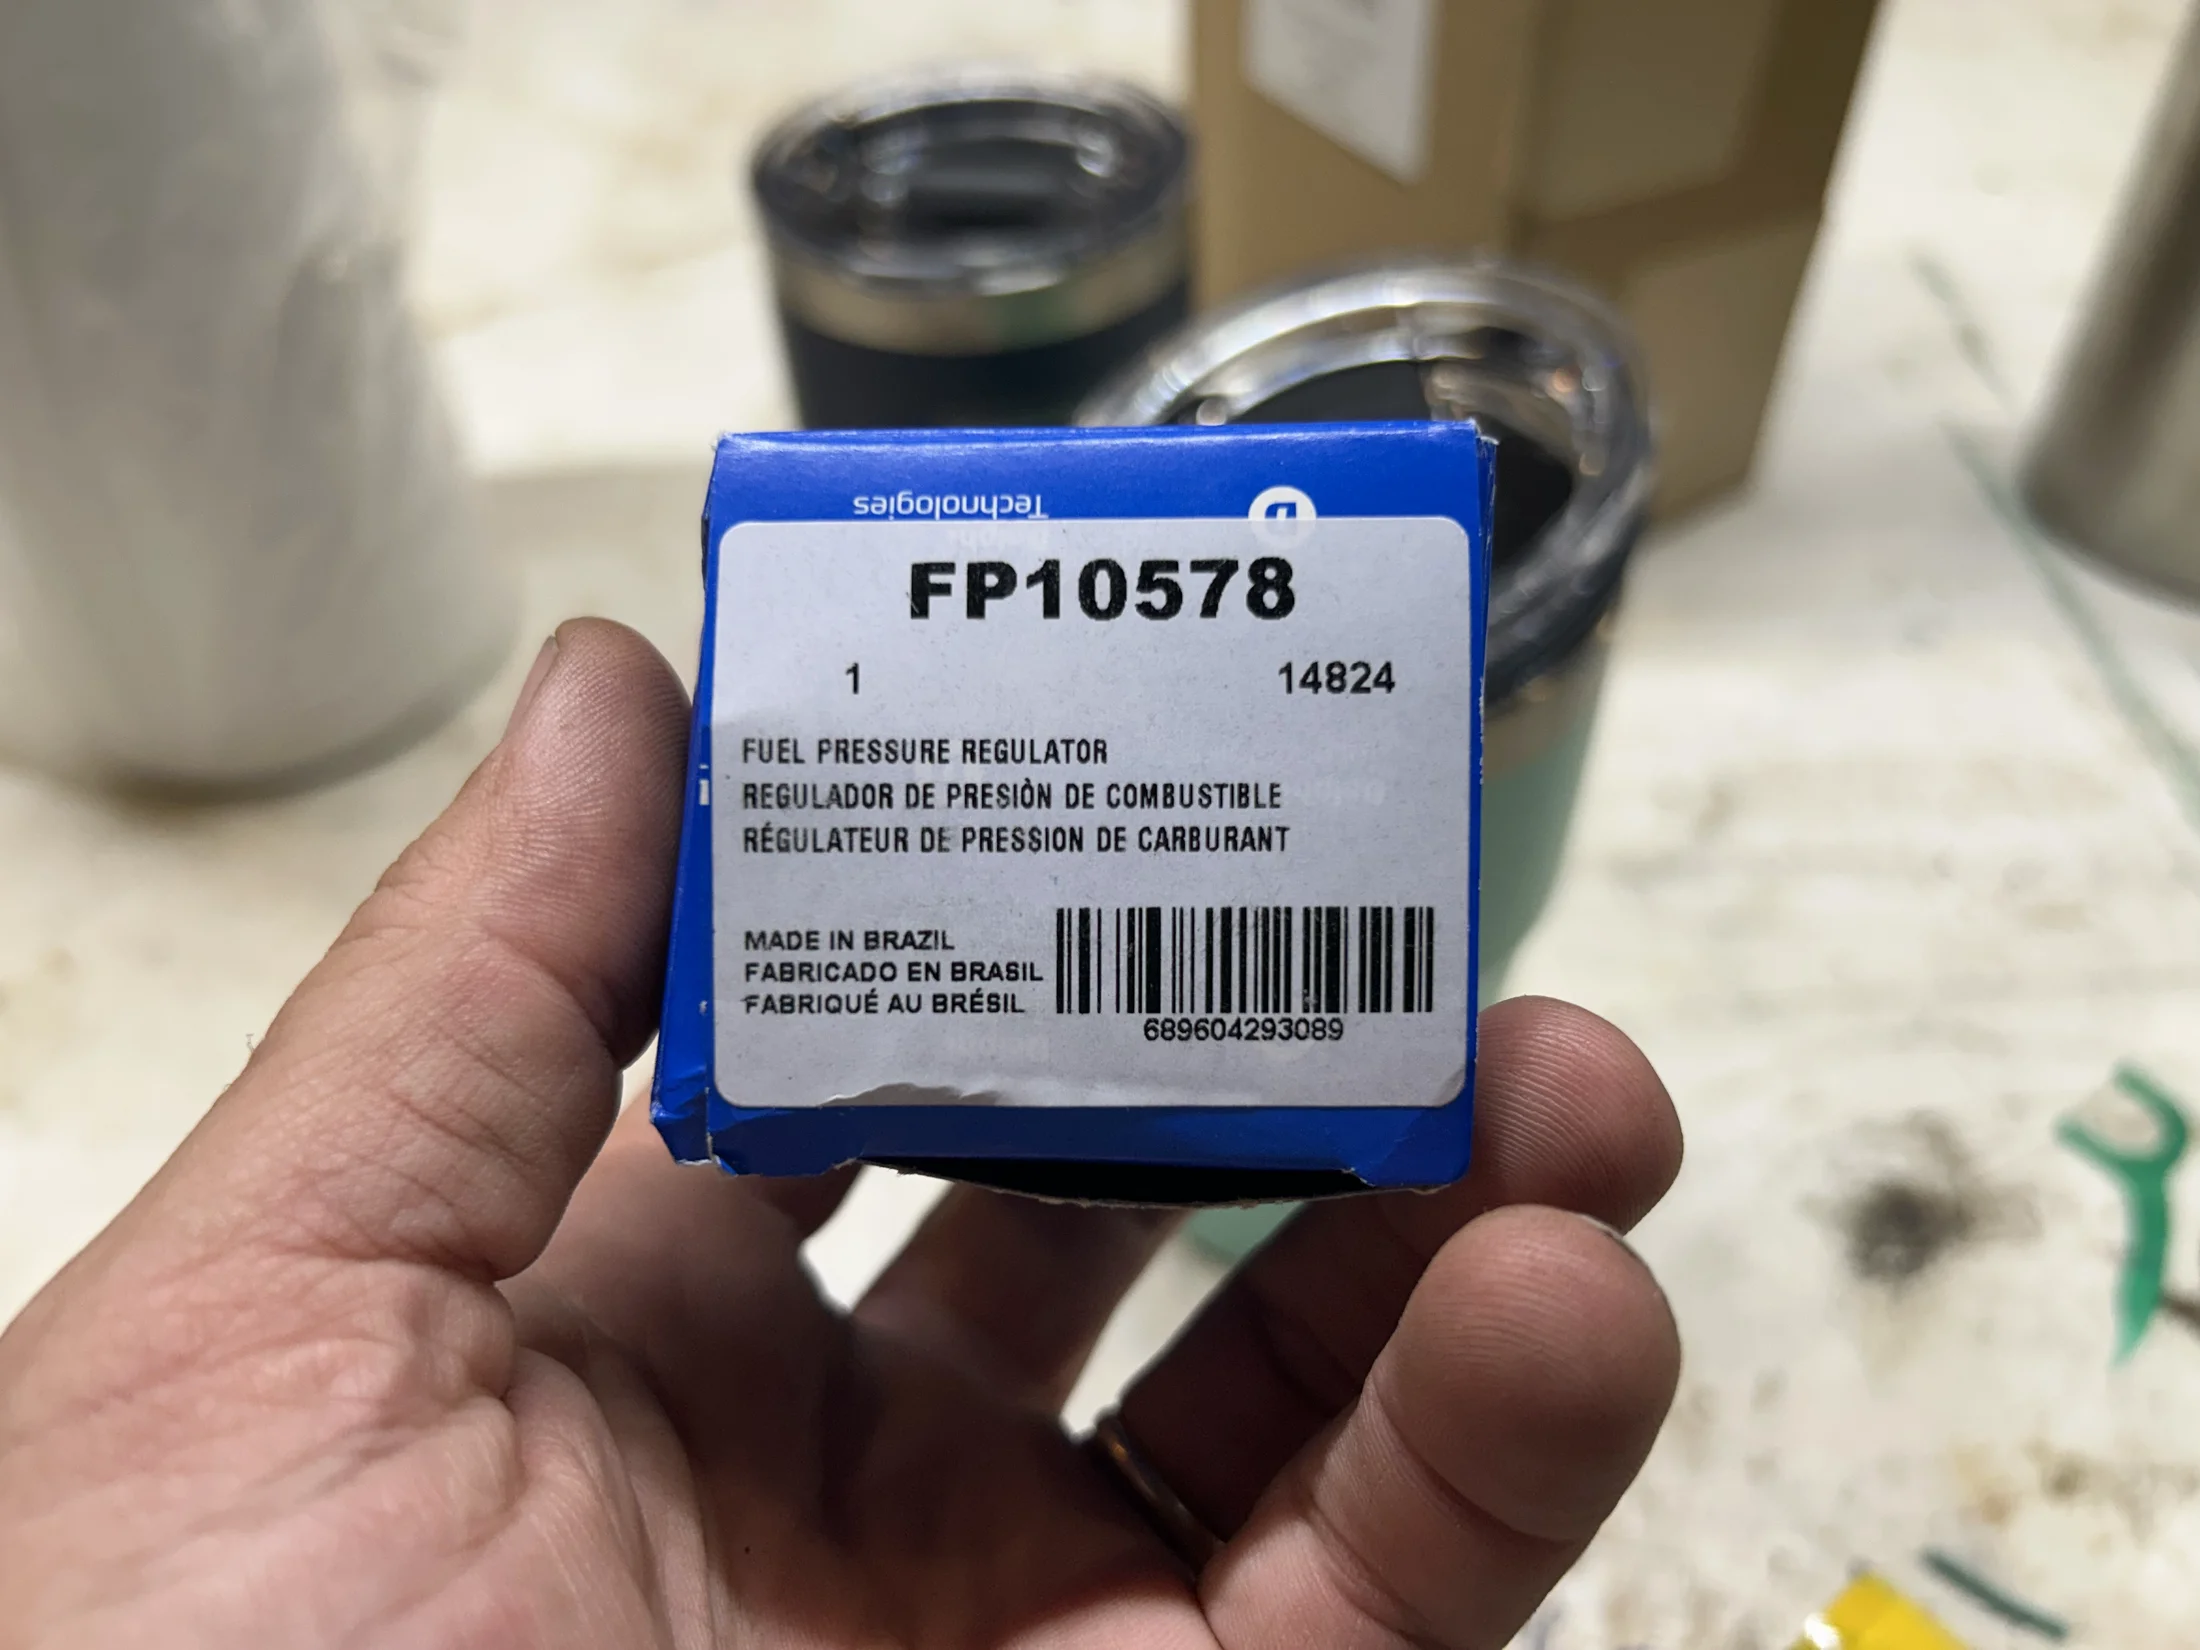 Technologies
D
FP10578
1 14824
FUEL PRESSURE REGULATOR
REGULADOR DE PRESIÒN DE COMBUSTIBLE
RÉGULATEUR DE PRESSION DE CARBURANT
MADE IN BRAZIL
FABRICADO EN BRASIL
FABRIQUÉ AU BRÉSIL
689604293089